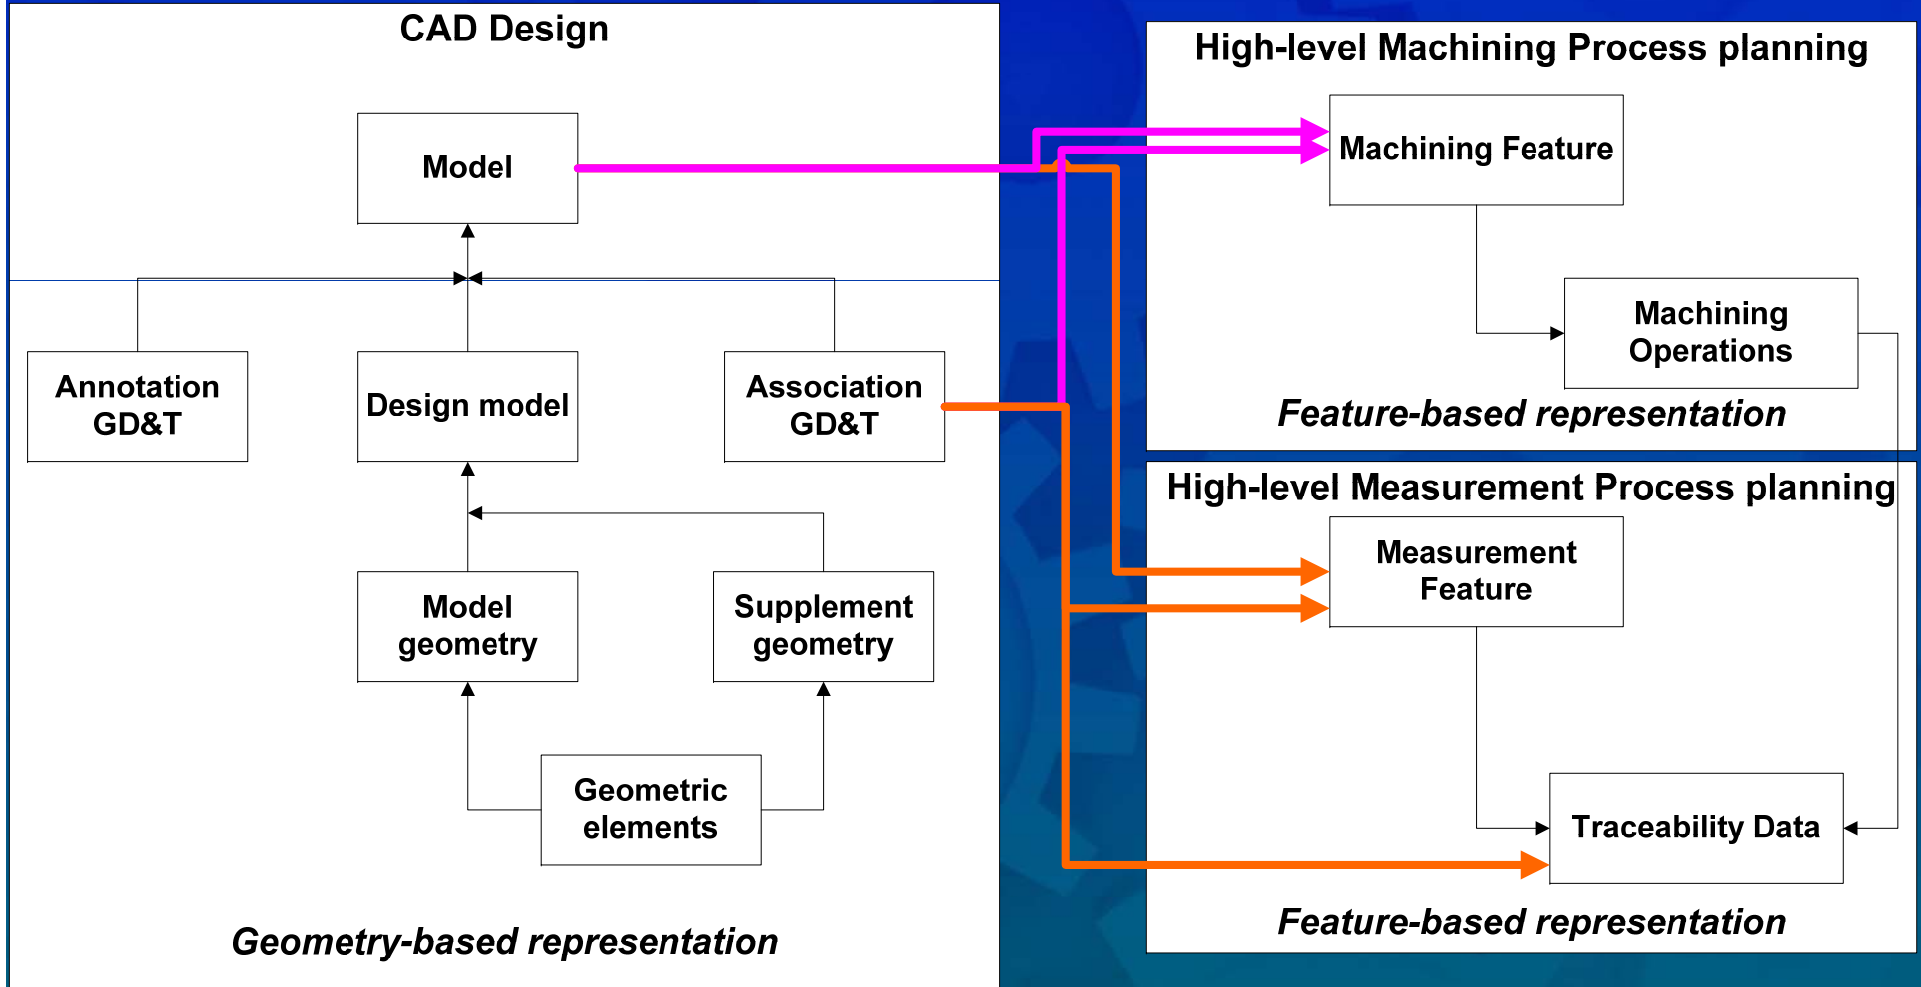 CAD Design
Model
Annotation
GD&T
Design model
Association
GD&T
Model
geometry
Supplement
geometry
Geometric
elements
Geometry-based representation
High-level Machining Process planning
Machining Feature
Machining
Operations
Feature-based representation
High-level Measurement Process planning
Measurement
Feature
Traceability Data
Feature-based representation